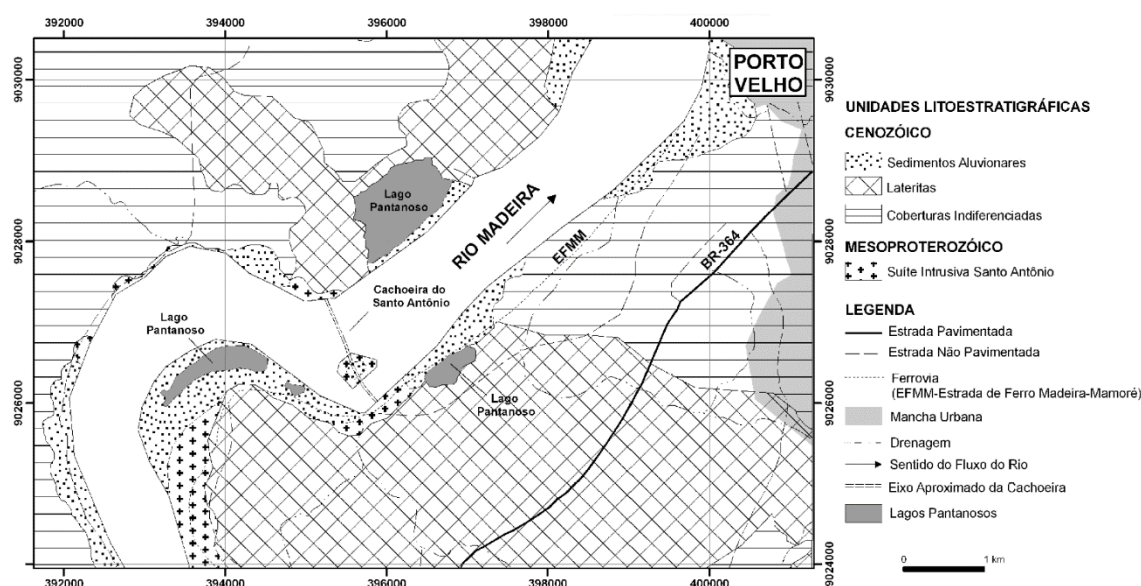 392000 394000 396000 398000 400000
9030000
9028000
9026000
PORTO
VELHO
Lago
Pantanoso
RIO MADEIRA
EFMM
BR-364
Cachoeira do
Santo Antônio
Lago
Pantanoso
Lago
Pantanoso
9030000
9028000
9026000
9024000
392000 394000 396000 398000 400000
UNIDADES LITOESTRATIGRÁFICAS
CENOZÓICO
Sedimentos Aluvionares
Lateritas
Coberturas Indiferenciadas
MESOPROTEROZÓICO
Suíte Intrusiva Santo Antônio
LEGENDA
Estrada Pavimentada
Estrada Não Pavimentada
Ferrovia
(EFMM-Estrada de Ferro Madeira-Mamoré)
Mancha Urbana
Drenagem
Sentido do Fluxo do Rio
Eixo Aproximado da Cachoeira
Lagos Pantanosos
0 1 km